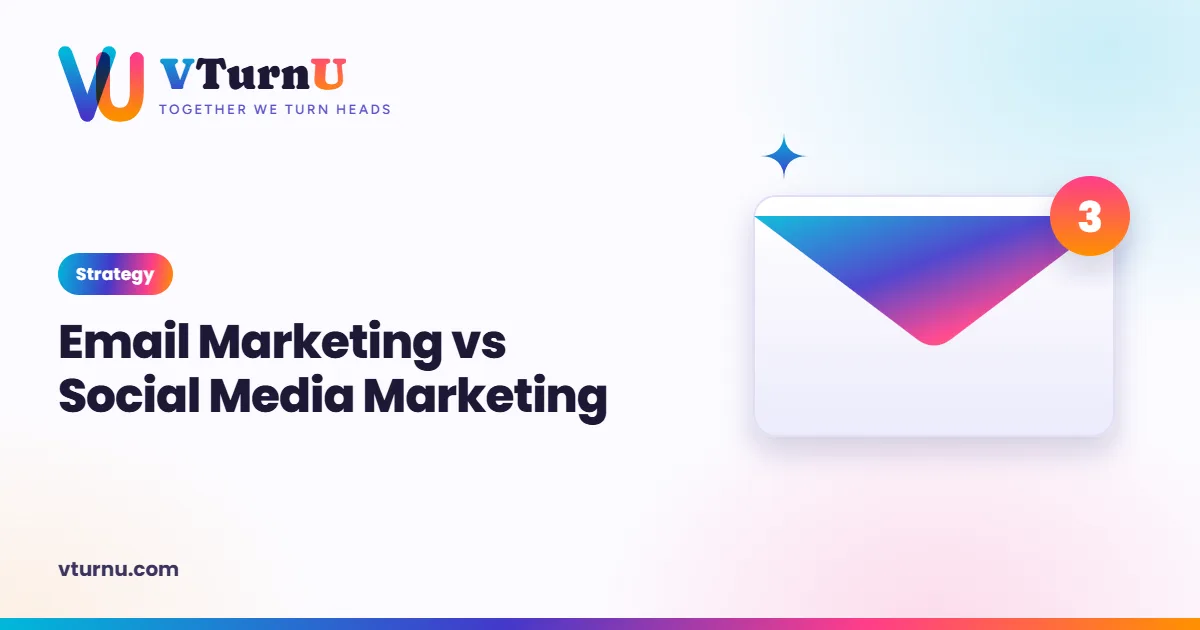 VTurnU
TOGETHER WE TURN HEADS
3
Strategy
Email Marketing vs
Social Media Marketing
vturnu.com